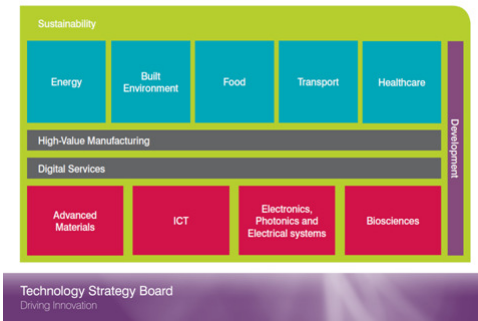 Sustainability
Energy
Built
Environment
Food
Transport
Healthcare
Development
High-Value Manufacturing
Digital Services
Advanced
Materials
ICT
Electronics,
Photonics and
Electrical systems
Biosciences
Technology Strategy Board
Driving Innovation